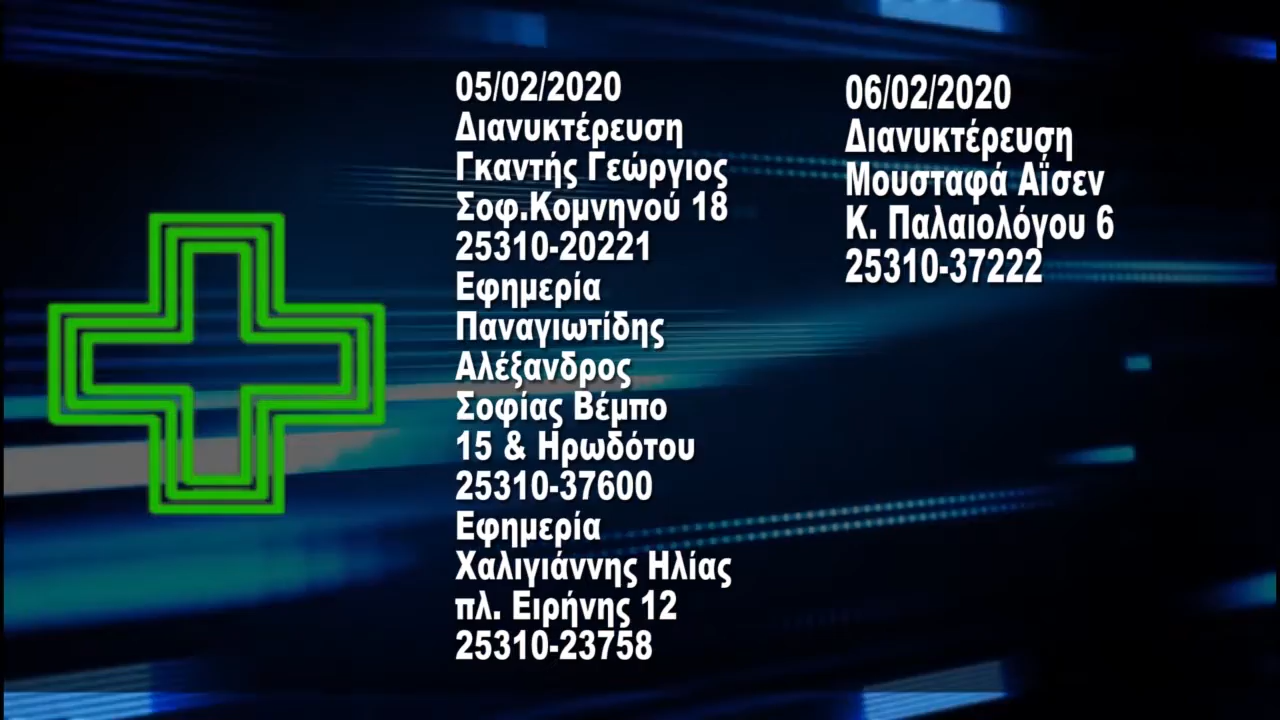 05/02/2020
Διανυκτέρευση
Γκαντής Γεώργιος
Σοφ.Κομνηνού 18
25310-20221
Εφημερία
Παναγιωτίδης
Αλέξανδρος
Σοφίας Βέμπο
15 & Ηρωδότου
25310-37600
Εφημερία
Χαλιγιάννης Ηλίας
πλ. Ειρήνης 12
25310-23758
06/02/2020
Διανυκτέρευση
Μουσταφά Αϊσεν
Κ. Παλαιολόγου 6
25310-37222